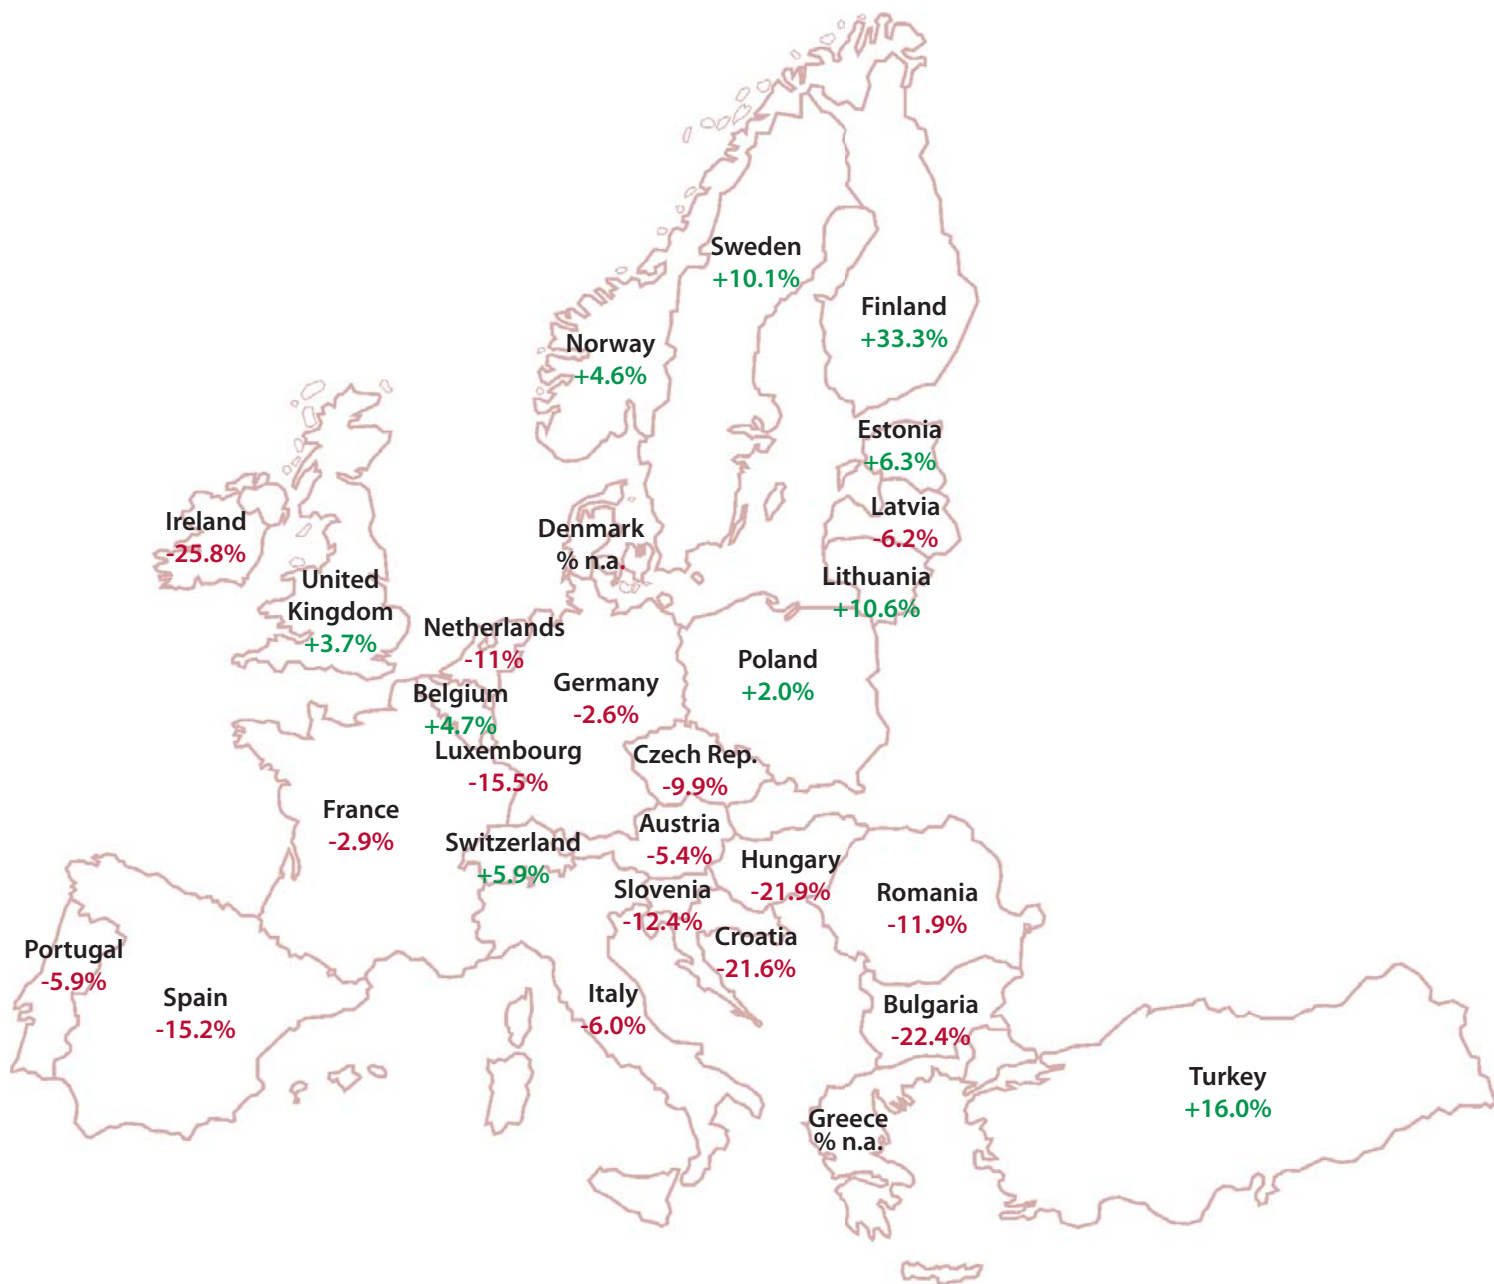 Sweden
+10.1%
Finland
+33.3%
Norway
+4.6%
Estonia
+6.3%
Latvia
-6.2%
Ireland
-25.8%
Denmark
% n.a.
Lithuania
+10.6%
United
Kingdom
+3.7%
Netherlands
-11%
Poland
+2.0%
Belgium
+4.7%
Germany
-2.6%
Luxembourg
-15.5%
Czech Rep.
-9.9%
France
-2.9%
Austria
-5.4%
Switzerland
+5.9%
Hungary
-21.9%
Slovenia
-12.4%
Romania
-11.9%
Croatia
-21.6%
Portugal
-5.9%
Spain
-15.2%
Italy
-6.0%
Bulgaria
-22.4%
Turkey
+16.0%
Greece
% n.a.